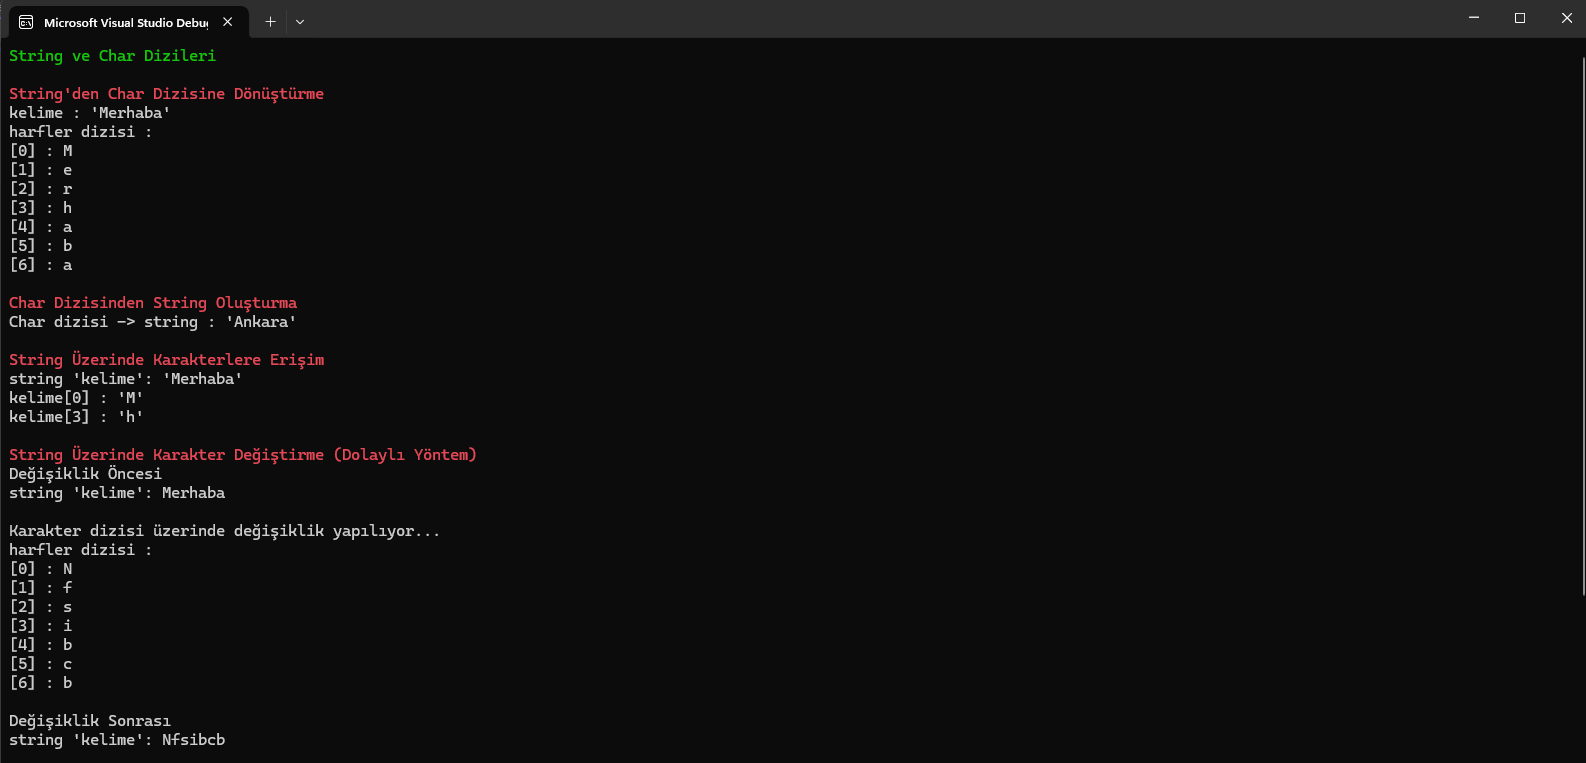 Microsoft Visual Studio Debug
String ve Char Dizileri
String'den Char Dizisine Dönüştürme
kelime : 'Merhaba'
harfler dizisi :
[0] : M
[1] : e
[2] : r
[3] : h
[4] : a
[5] : b
[6] : a
Char Dizisinden String Oluşturma
Char dizisi -> string : 'Ankara'
String Üzerinde Karakterlere Erişim
string 'kelime': 'Merhaba'
kelime[0] : 'M'
kelime[3] : 'h'
String Üzerinde Karakter Değiştirme (Dolaylı Yöntem)
Değişiklik Öncesi
string 'kelime': Merhaba
Karakter dizisi üzerinde değişiklik yapılıyor...
harfler dizisi :
[0] : N
[1] : f
[2] : s
[3] : i
[4] : b
[5] : c
[6] : b
Değişiklik Sonrası
string 'kelime': Nfsibcb